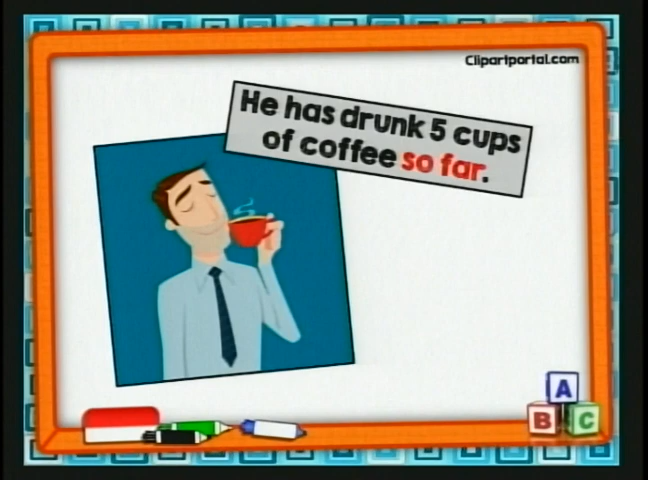 Clipartportal.com
He has drunk 5 cups
of coffee so far.
A
B C